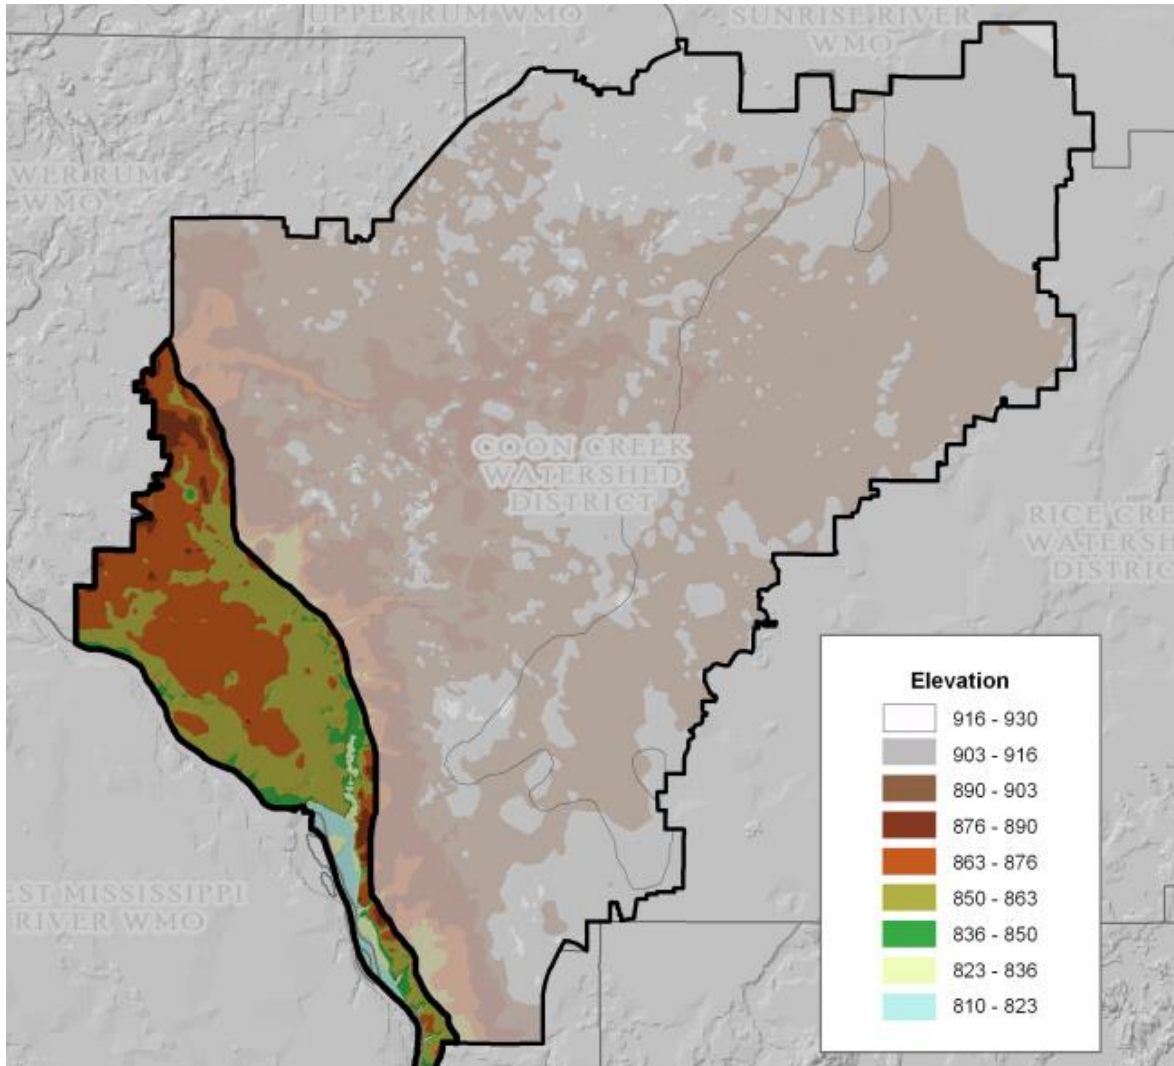 UPPER RUM WMO
SUNRISE RIVER
WMO
WER RUM
WMO
COON CREEK
WATERSHED
DISTRICT
RICE CRE
WATERSH
DISTRIC
EST MISSISSIPPI
RIVER WMO
Elevation
916 - 930
903 - 916
890 - 903
876 - 890
863 - 876
850 - 863
836 - 850
823 - 836
810 - 823